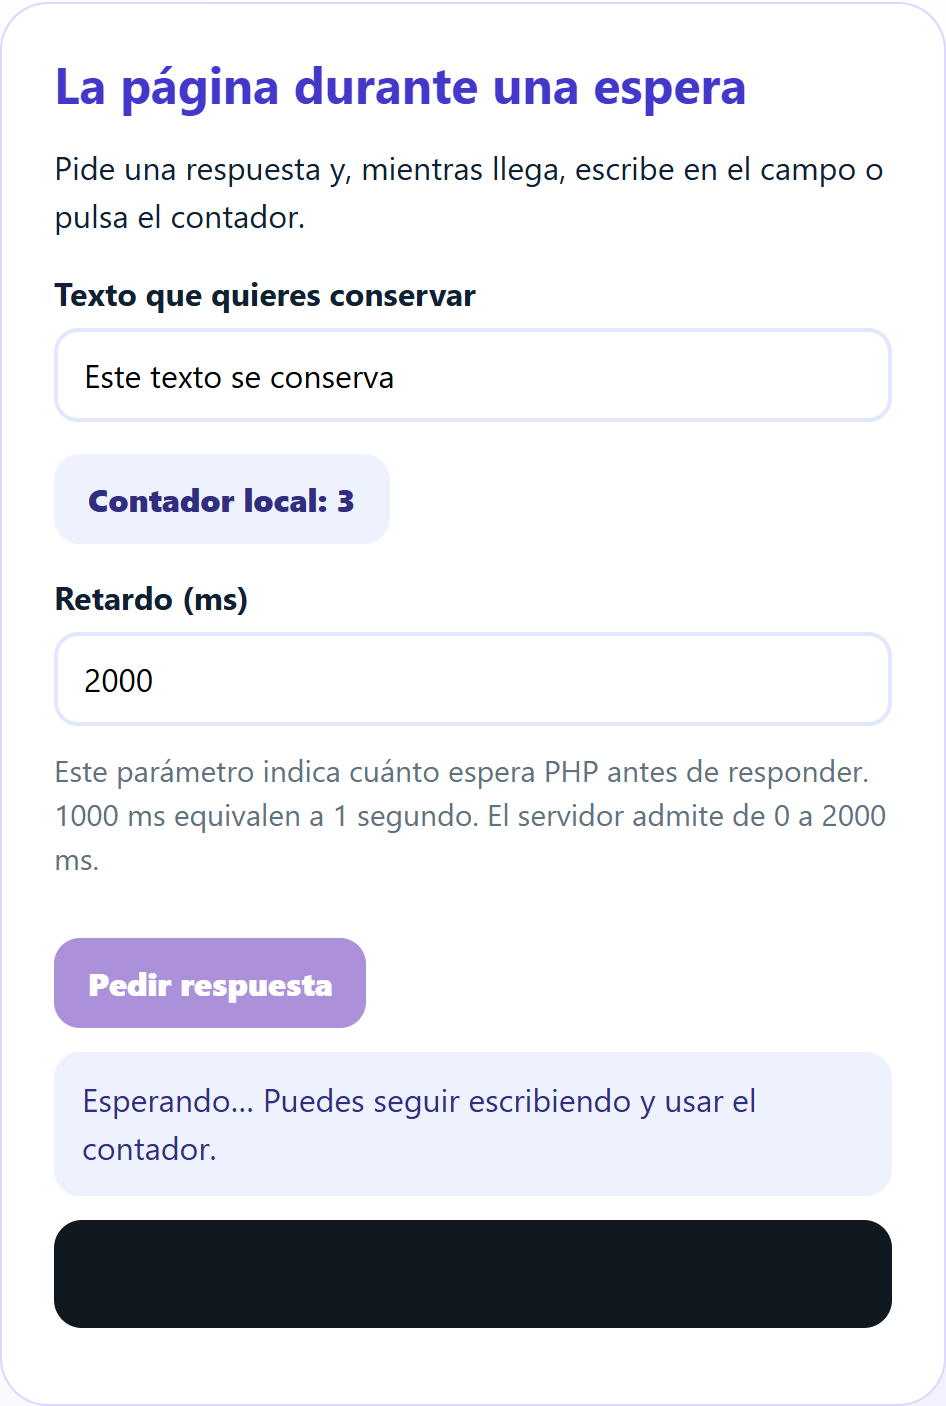 La página durante una espera
Pide una respuesta y, mientras llega, escribe en el campo o
pulsa el contador.
Texto que quieres conservar
Este texto se conserva
Contador local: 3
Retardo (ms)
2000
Este parámetro indica cuánto espera PHP antes de responder.
1000 ms equivalen a 1 segundo. El servidor admite de 0 a 2000
ms.
Pedir respuesta
Esperando… Puedes seguir escribiendo y usar el
contador.